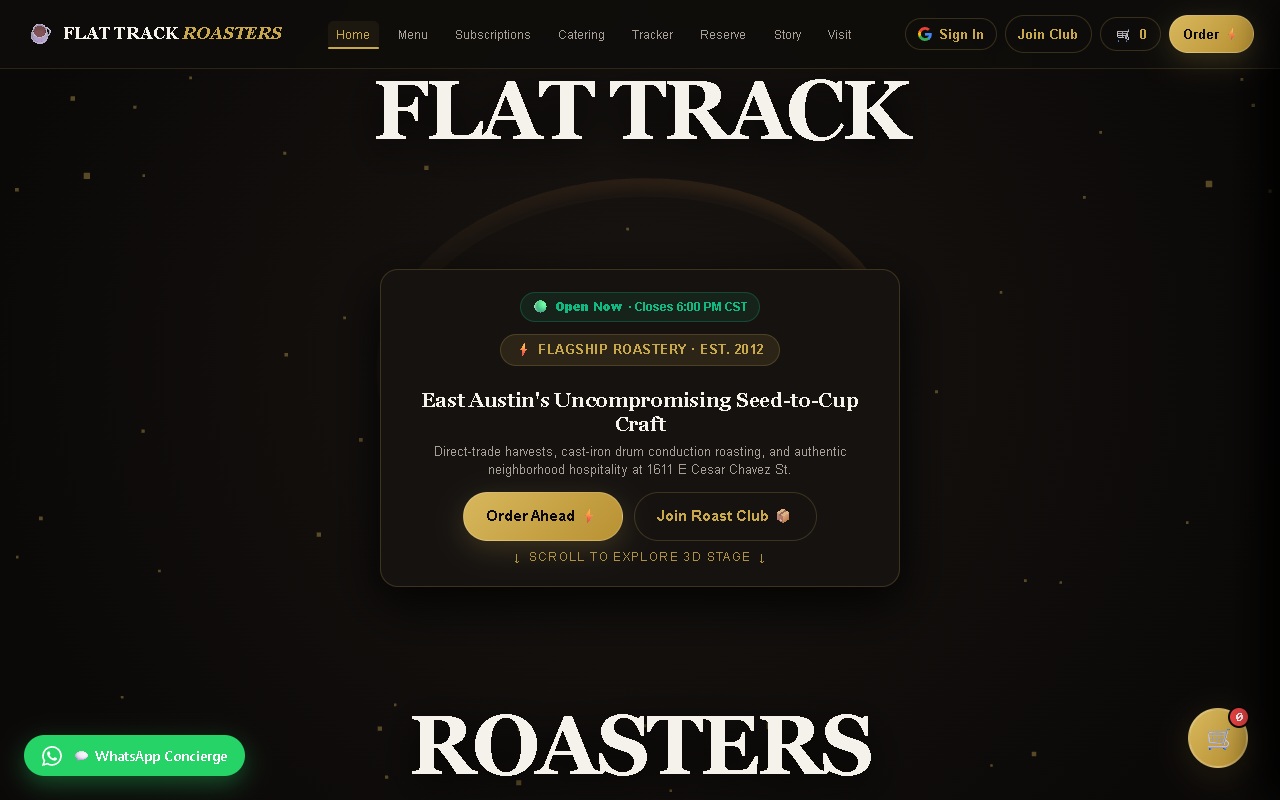 FLAT TRACK ROASTERS
Home
Menu
Subscriptions
Catering
Tracker
Reserve
Story
Visit
Sign In
Join Club
0
Order
FLAT TRACK
Open Now · Closes 6:00 PM CST
FLAGSHIP ROASTERY · EST. 2012
East Austin's Uncompromising Seed-to-Cup
Craft
Direct-trade harvests, cast-iron drum conduction roasting, and authentic
neighborhood hospitality at 1611 E Cesar Chavez St.
Order Ahead
Join Roast Club
↓ SCROLL TO EXPLORE 3D STAGE ↓
ROASTERS
WhatsApp Concierge
0